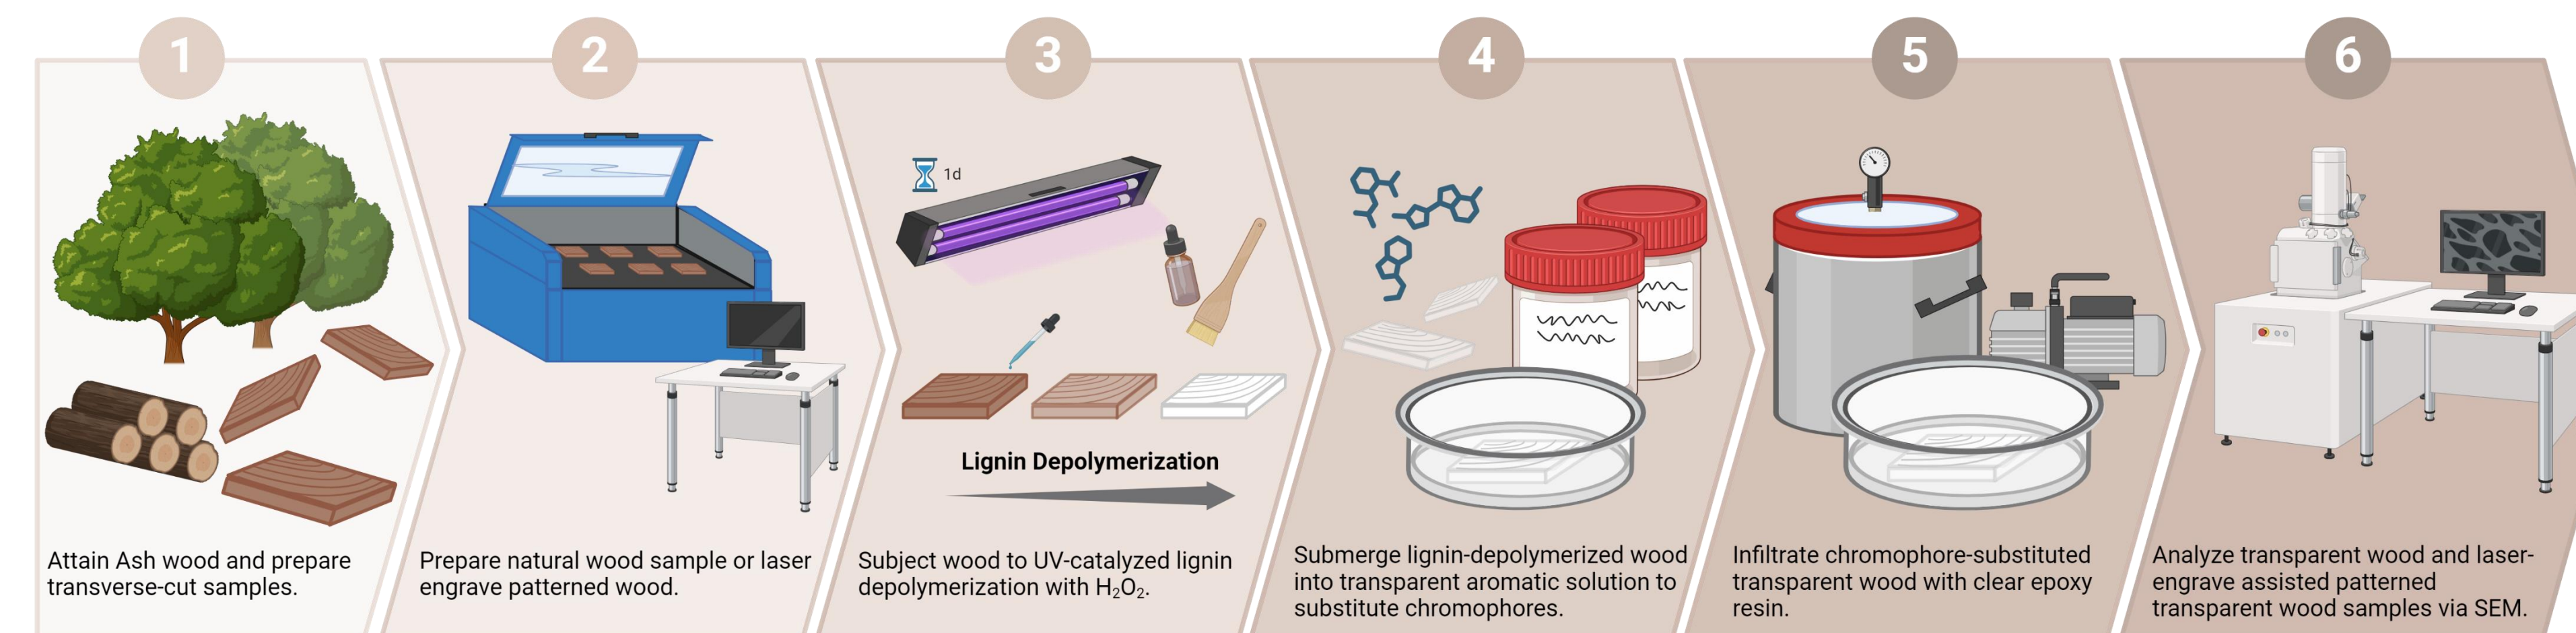 1
2
3
4
5
6
1d
Lignin Depolymerization
Attain Ash wood and prepare
transverse-cut samples.
Prepare natural wood sample or laser
engrave patterned wood.
Subject wood to UV-catalyzed lignin
depolymerization with H₂O₂.
Submerge lignin-depolymerized wood
into transparent aromatic solution to
substitute chromophores.
Infiltrate chromophore-substituted
transparent wood with clear epoxy
resin.
Analyze transparent wood and laser-
engrave assisted patterned
transparent wood samples via SEM.